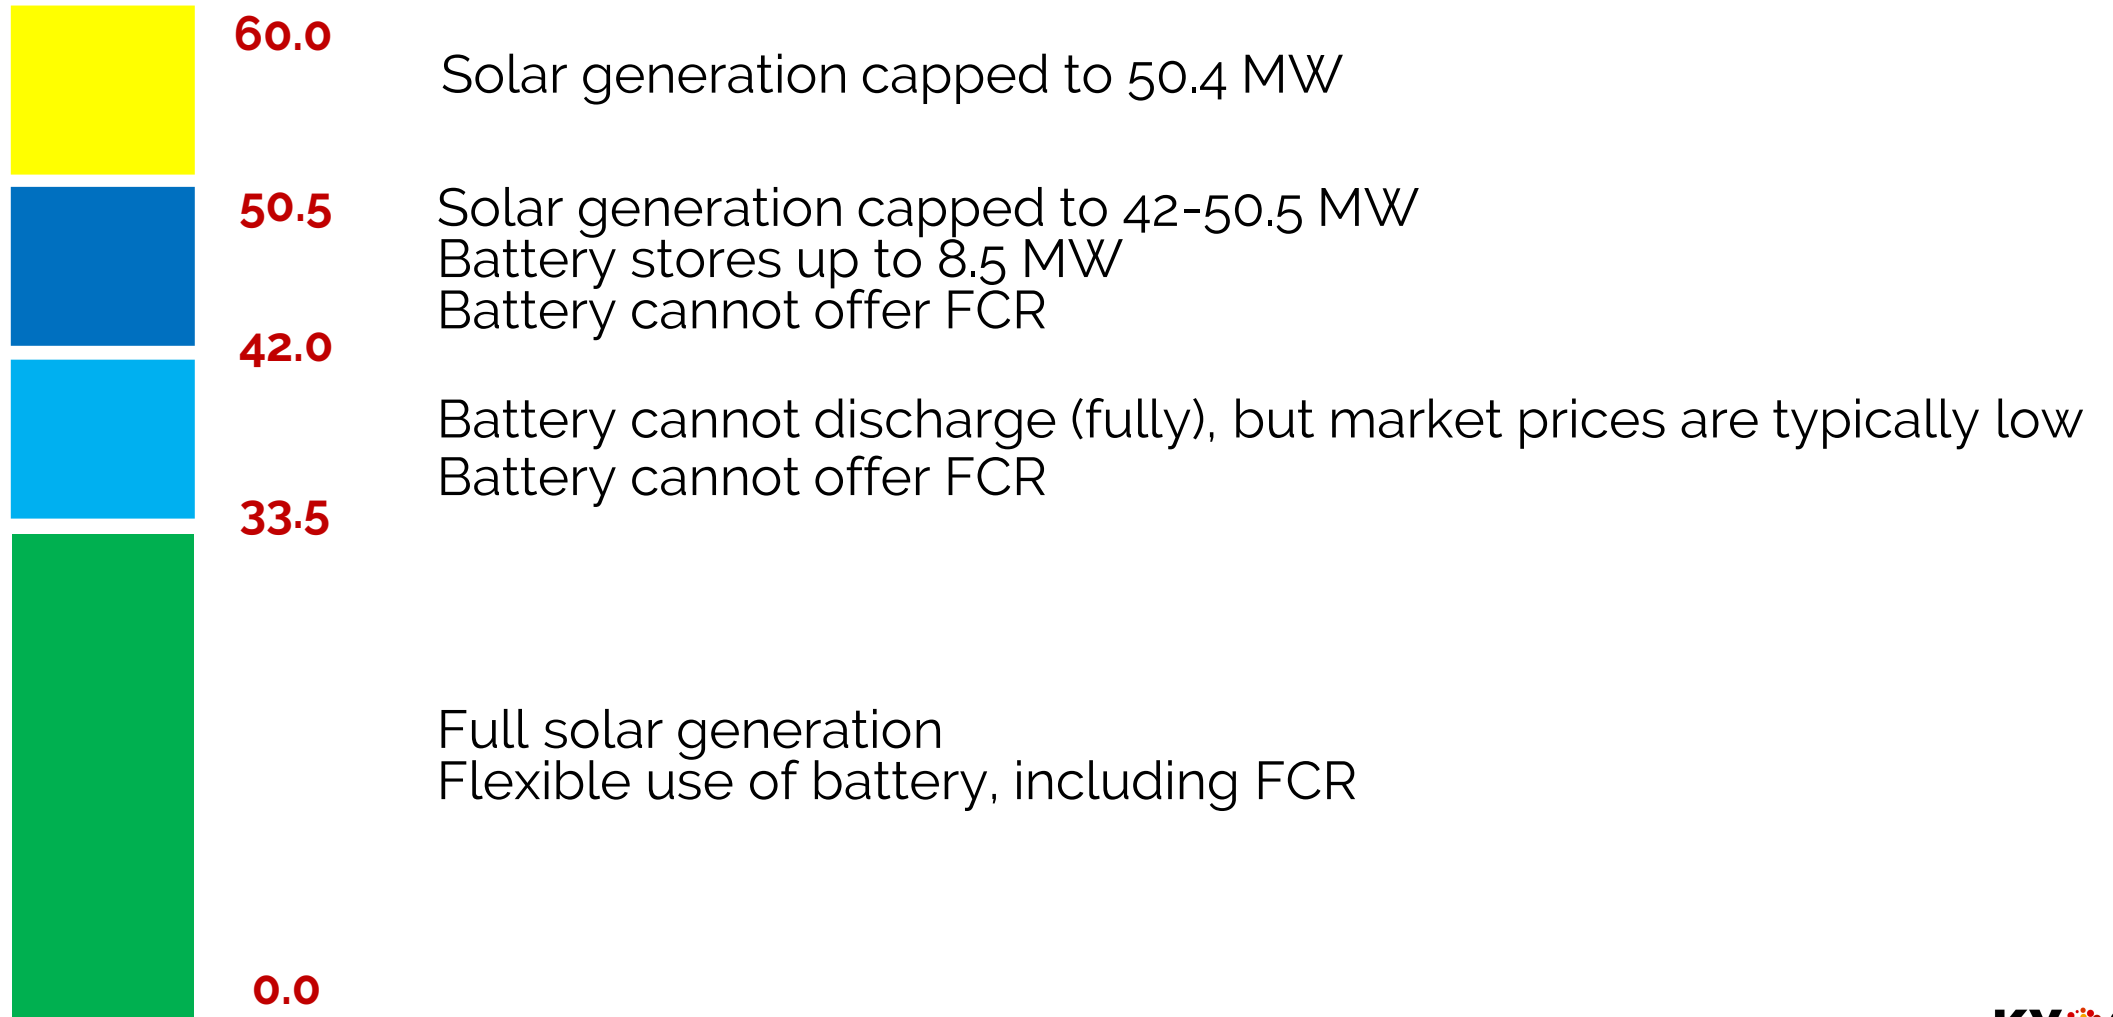 60.0
Solar generation capped to 50.4 MW
50.5
Solar generation capped to 42-50.5 MW
Battery stores up to 8.5 MW
Battery cannot offer FCR
42.0
Battery cannot discharge (fully), but market prices are typically low
Battery cannot offer FCR
33.5
Full solar generation
Flexible use of battery, including FCR
0.0